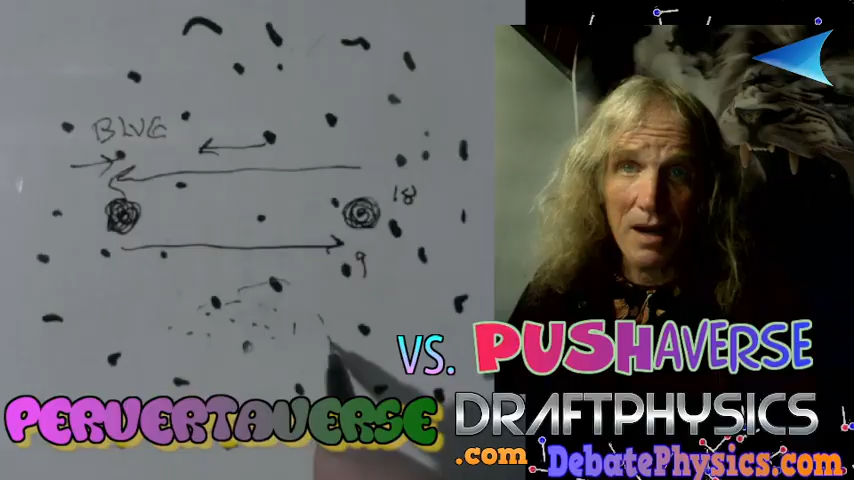 BLUE
18
9
VS. PUSHAVERSE
PERVERTAVERSE
DRAFTPHYSICS
.com
DebatePhysics.com